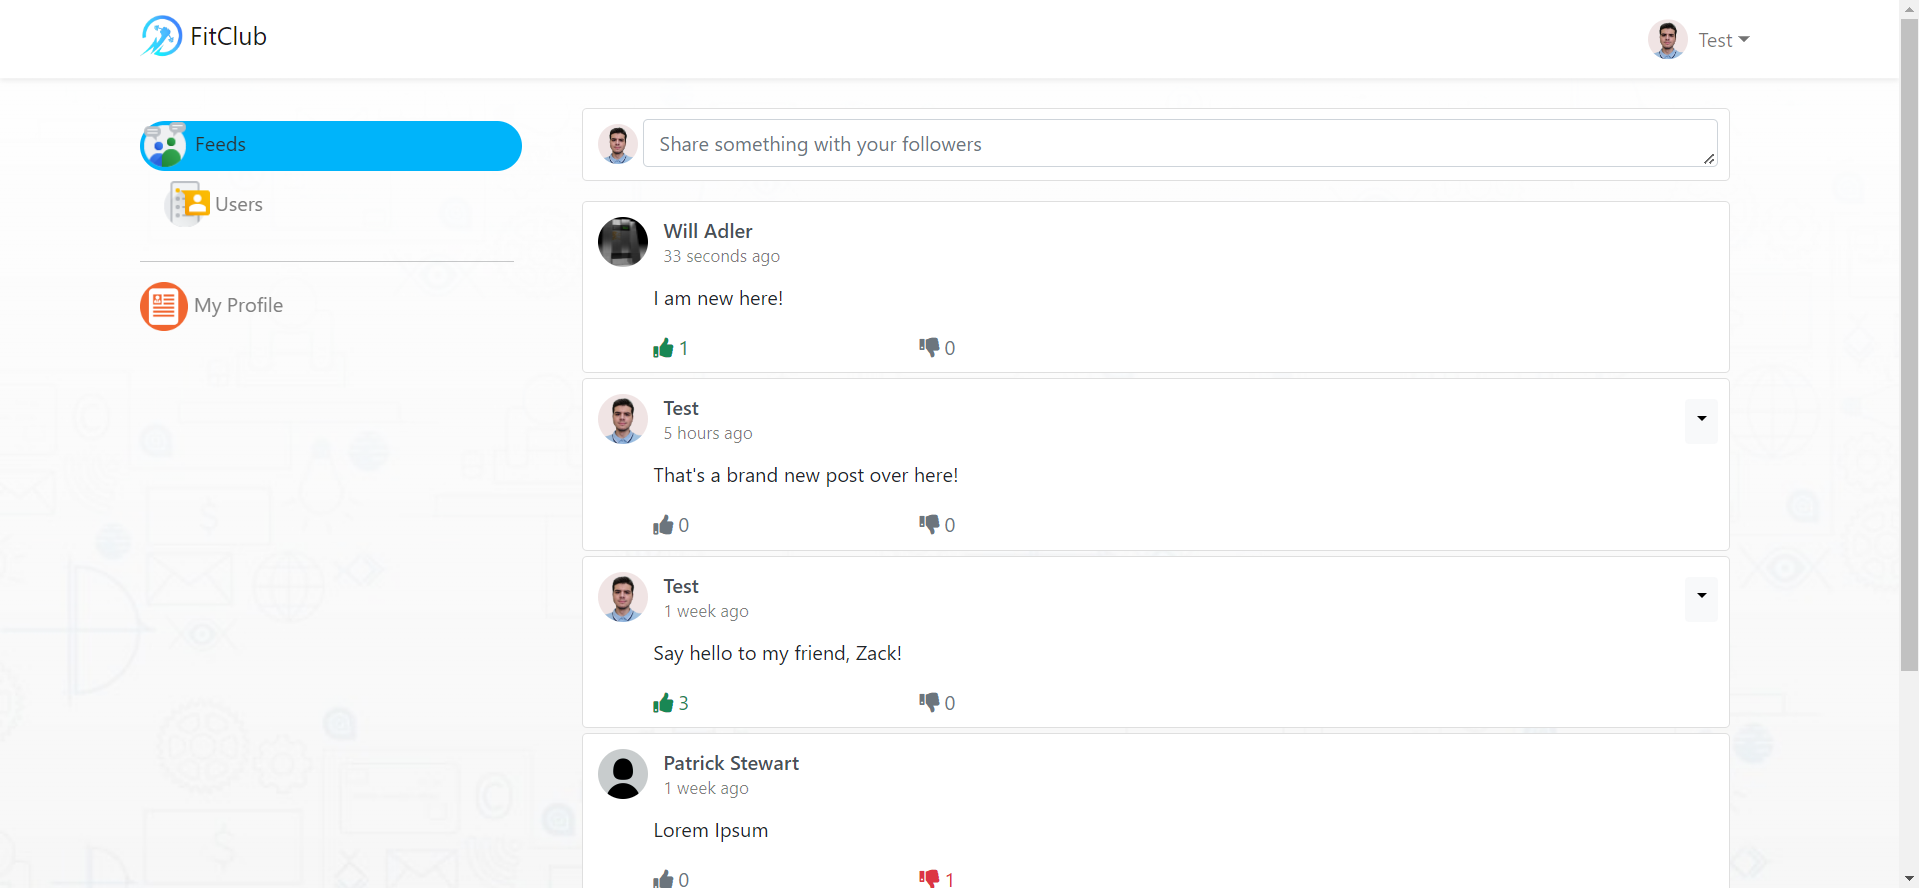 FitClub
Test
Feeds
Users
My Profile
Share something with your followers
Will Adler
33 seconds ago
I am new here!
1 0
Test
5 hours ago
That's a brand new post over here!
0 0
Test
1 week ago
Say hello to my friend, Zack!
3 0
Patrick Stewart
1 week ago
Lorem Ipsum
0 1